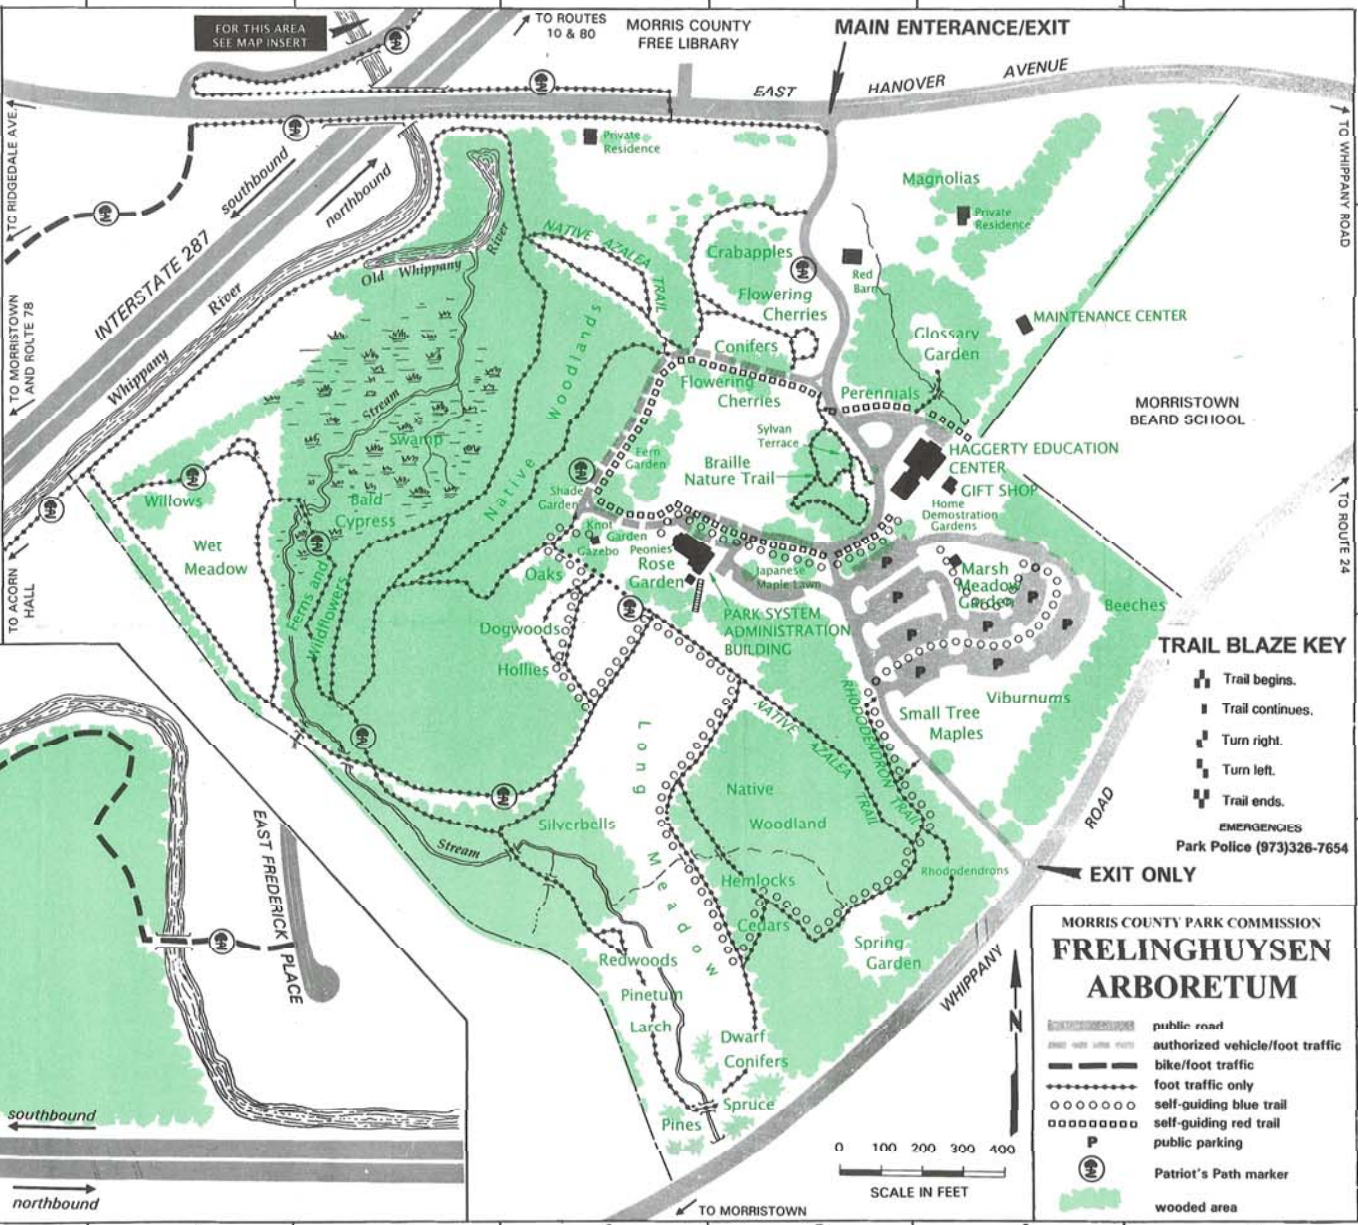 FOR THIS AREA
SEE MAP INSERT
TO ROUTES
10 & 80
MORRIS COUNTY
FREE LIBRARY
MAIN ENTERANCE/EXIT
EAST HANOVER AVENUE
TO RIDGEDALE AVE.
TO WHIPPANY ROAD
southbound
northbound
INTERSTATE 287
TO MORRISTOWN
AND ROUTE 78
Whippany River
Old Whippany River
Private
Residence
Magnolias
Private
Residence
NATIVE AZALEA TRAIL
Crabapples
Flowering
Cherries
Red
Barn
Conifers
Glossary
Garden
MAINTENANCE CENTER
Flowering
Cherries
Perennials
MORRISTOWN
BEARD SCHOOL
Native Woodlands
Stream
Swamp
Sylvan
Terrace
Braille
Nature Trail
Fern
Garden
HAGGERTY EDUCATION
CENTER
GIFT SHOP
Home
Demostration
Gardens
TO ROUTE 24
Willows
Bald
Cypress
Shade
Garden
Knot
Garden
Gazebo
Peonies
Rose
Garden
Wet
Meadow
Oaks
Japanese
Maple Lawn
Marsh
Meadow
Garden
P
P
P
P
P
P
P
P
Beeches
TO ACORN
HALL
Ferns and
Wildflowers
Dogwoods
Hollies
PARK SYSTEM
ADMINISTRATION
BUILDING
RHODODENDRON TRAIL
Viburnums
Small Tree
Maples
NATIVE AZALEA TRAIL
Long Meadow
Native
Woodland
Silverbells
Stream
Hemlocks
Rhododendrons
Cedars
Spring
Garden
Redwoods
Pinetum
Larch
Dwarf
Conifers
Spruce
Pines
WHIPPANY ROAD
EXIT ONLY
TO MORRISTOWN
EAST FREDERICK PLACE
southbound
northbound
TRAIL BLAZE KEY
Trail begins.
Trail continues.
Turn right.
Turn left.
Trail ends.
EMERGENCIES
Park Police (973)326-7654
MORRIS COUNTY PARK COMMISSION
FRELINGHUYSEN
ARBORETUM
public road
authorized vehicle/foot traffic
bike/foot traffic
foot traffic only
self-guiding blue trail
self-guiding red trail
P public parking
Patriot's Path marker
wooded area
N
0 100 200 300 400
SCALE IN FEET